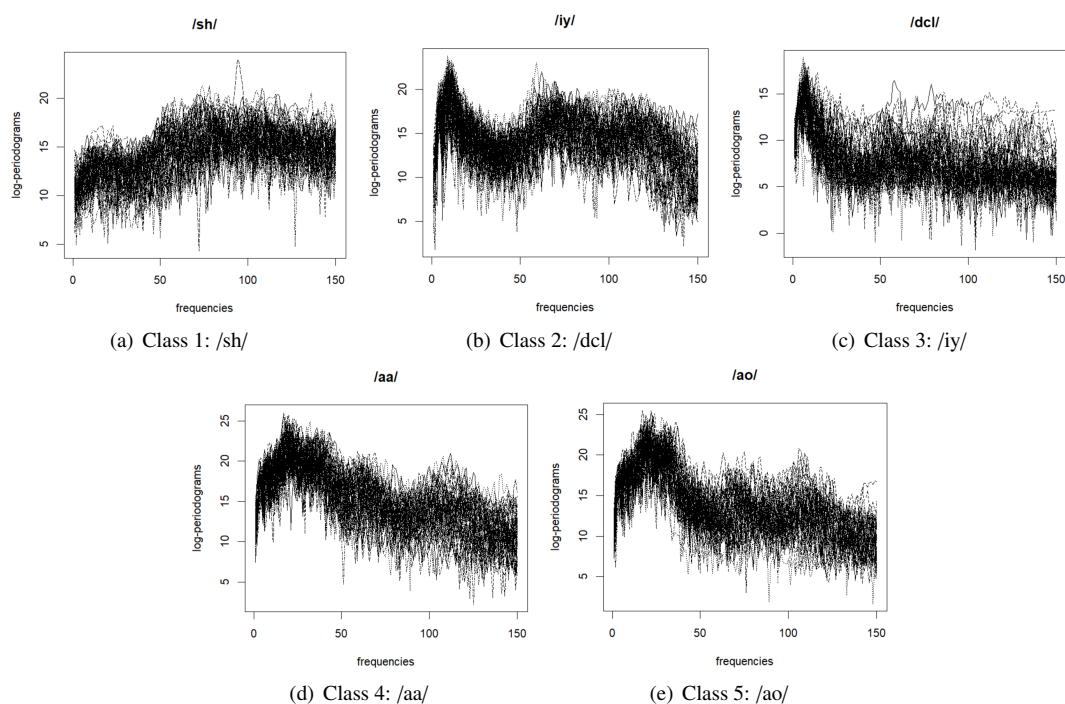 /sh/
log-periodograms
5 10 15 20
0 50 100 150
frequencies
(a) Class 1: /sh/
/iy/
log-periodograms
5 10 15 20
0 50 100 150
frequencies
(b) Class 2: /dcl/
/dcl/
log-periodograms
0 5 10 15
0 50 100 150
frequencies
(c) Class 3: /iy/
/aa/
log-periodograms
5 10 15 20 25
0 50 100 150
frequencies
(d) Class 4: /aa/
/ao/
log-periodograms
5 10 15 20 25
0 50 100 150
frequencies
(e) Class 5: /ao/